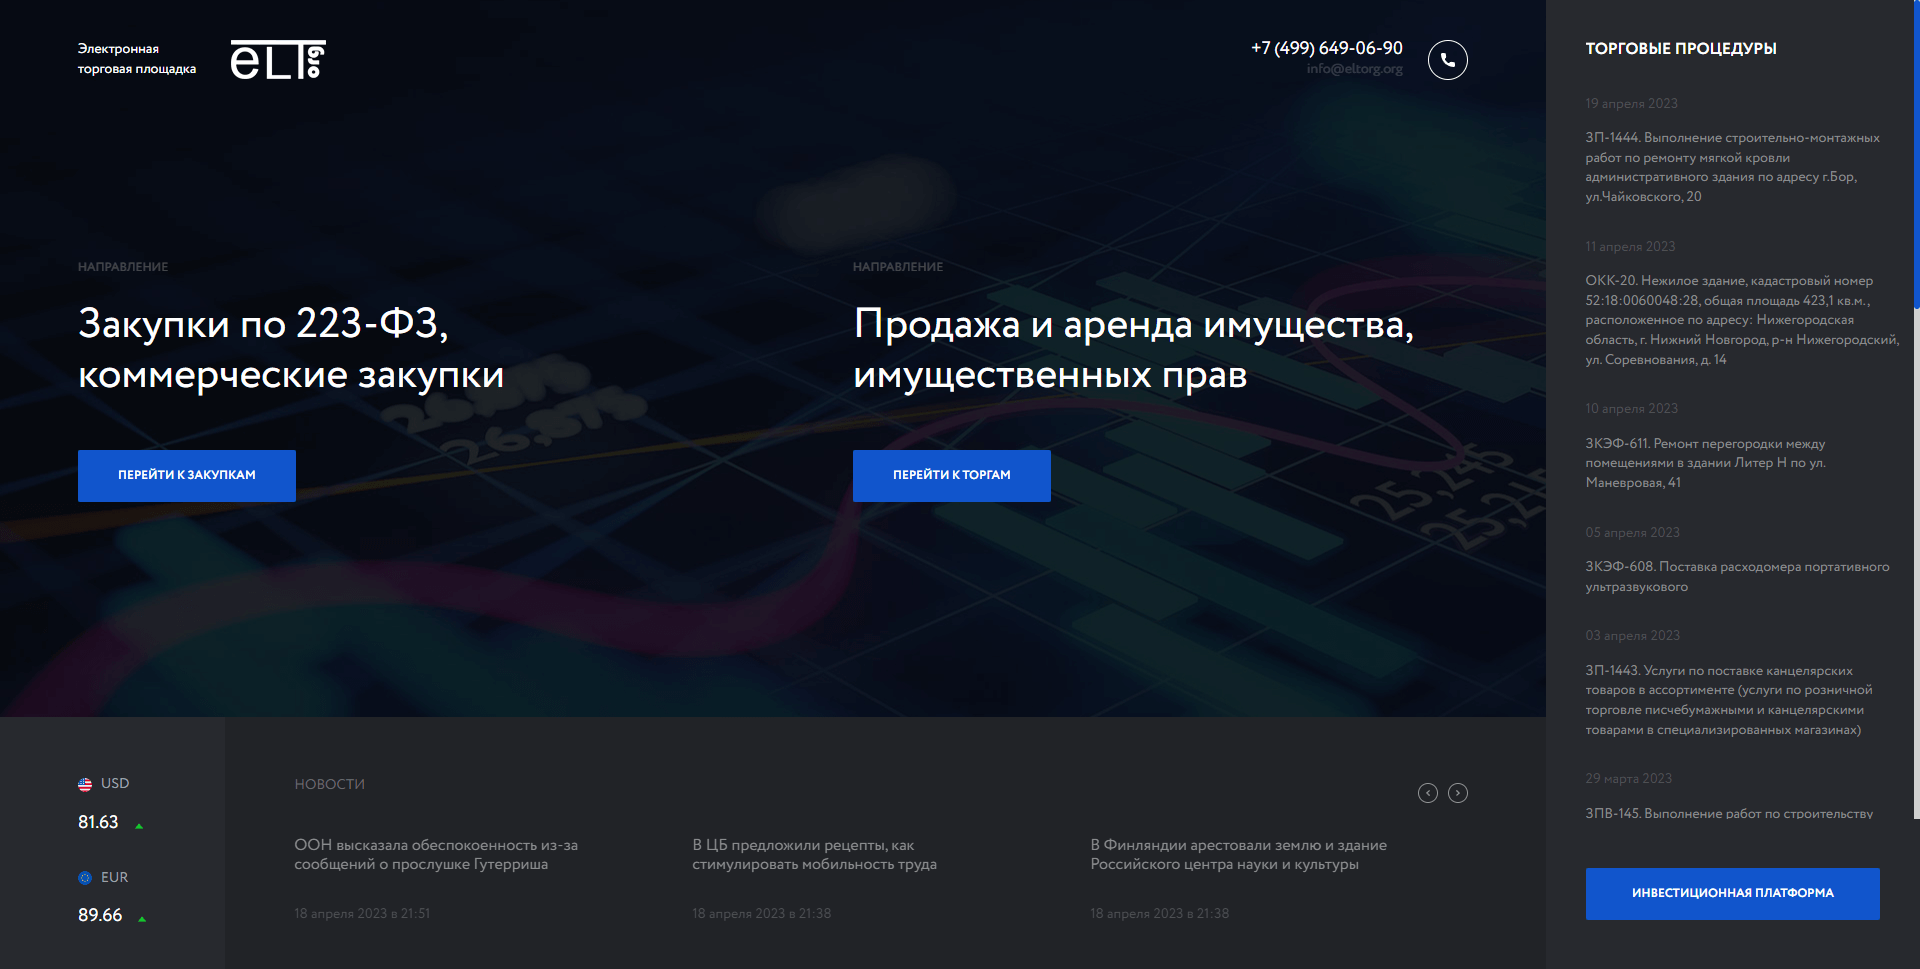 Электронная
торговая площадка
eLTorg
+7 (499) 649-06-90
info@eltorg.org
НАПРАВЛЕНИЕ
Закупки по 223-ФЗ,
коммерческие закупки
ПЕРЕЙТИ К ЗАКУПКАМ
НАПРАВЛЕНИЕ
Продажа и аренда имущества,
имущественных прав
ПЕРЕЙТИ К ТОРГАМ
25,245
USD
81.63
EUR
89.66
НОВОСТИ
ООН высказала обеспокоенность из-за
сообщений о прослушке Гутерриша
18 апреля 2023 в 21:51
В ЦБ предложили рецепты, как
стимулировать мобильность труда
18 апреля 2023 в 21:38
В Финляндии арестовали землю и здание
Российского центра науки и культуры
18 апреля 2023 в 21:38
ТОРГОВЫЕ ПРОЦЕДУРЫ
19 апреля 2023
ЗП-1444. Выполнение строительно-монтажных
работ по ремонту мягкой кровли
административного здания по адресу г.Бор,
ул.Чайковского, 20
11 апреля 2023
ОКК-20. Нежилое здание, кадастровый номер
52:18:0060048:28, общая площадь 423,1 кв.м.,
расположенное по адресу: Нижегородская
область, г. Нижний Новгород, р-н Нижегородский,
ул. Соревнования, д. 14
10 апреля 2023
ЗКЭФ-611. Ремонт перегородки между
помещениями в здании Литер Н по ул.
Маневровая, 41
05 апреля 2023
ЗКЭФ-608. Поставка расходомера портативного
ультразвукового
03 апреля 2023
ЗП-1443. Услуги по поставке канцелярских
товаров в ассортименте (услуги по розничной
торговле писчебумажными и канцелярскими
товарами в специализированных магазинах)
29 марта 2023
ЗПВ-145. Выполнение работ по строительству
ИНВЕСТИЦИОННАЯ ПЛАТФОРМА